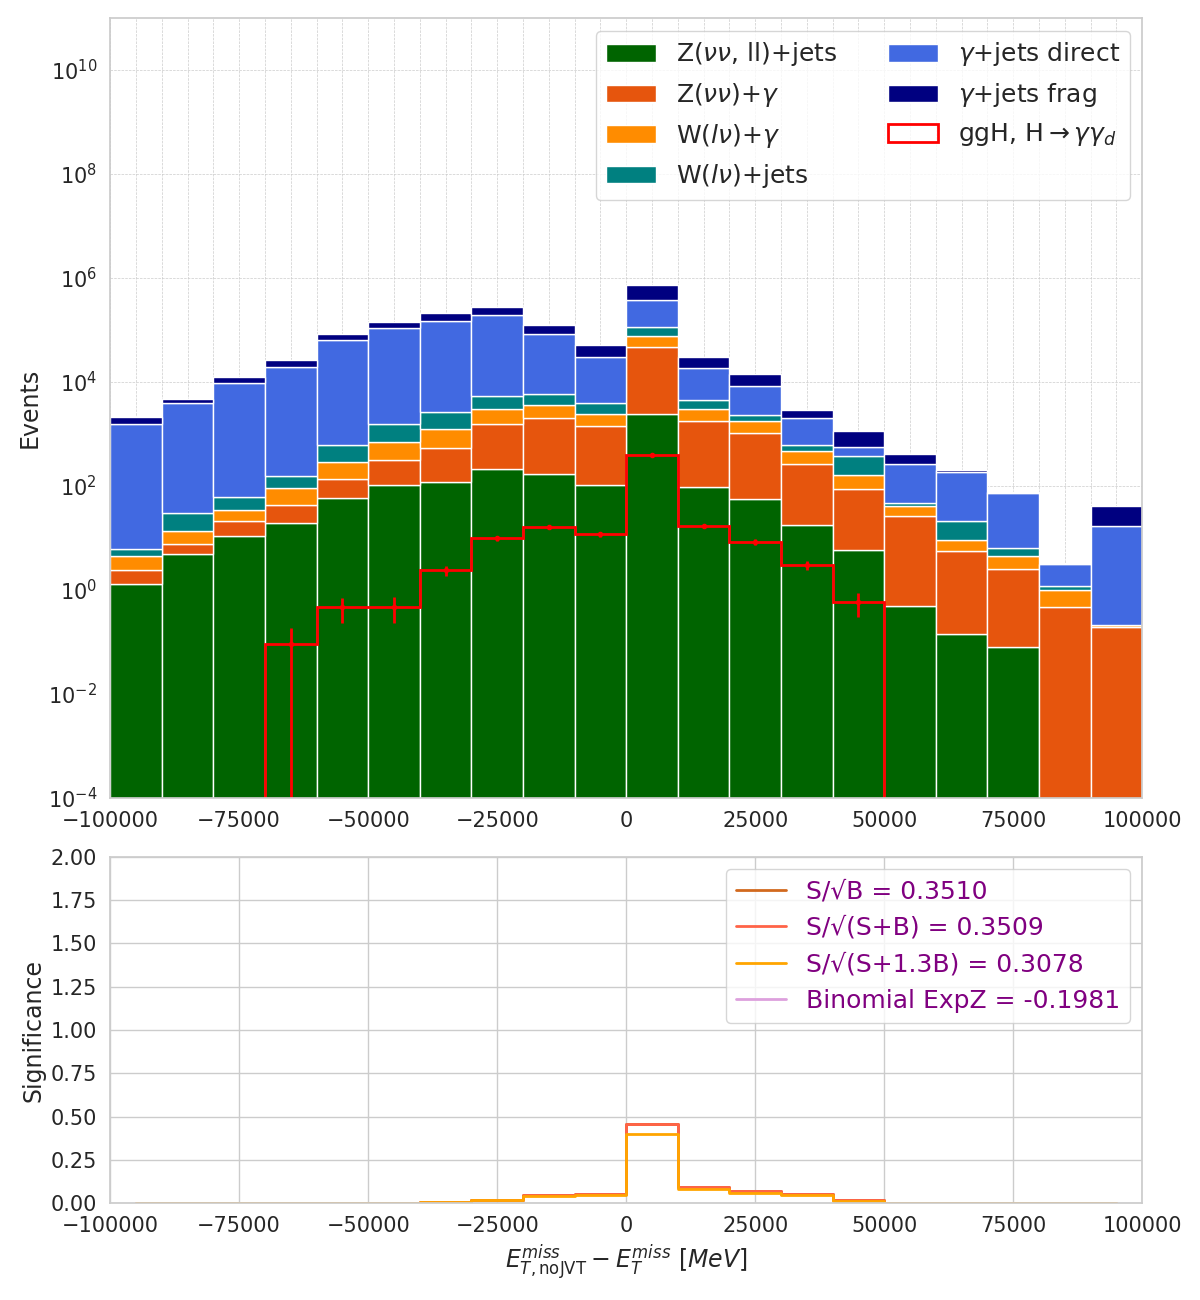 Z(νν, ll)+jets
Z(νν)+γ
W(lν)+γ
W(lν)+jets
γ+jets direct
γ+jets frag
ggH, H→γγ_d
Events
10^10
10^8
10^6
10^4
10^2
10^0
10^−2
10^−4
−100000 −75000 −50000 −25000 0 25000 50000 75000 100000
S/√B = 0.3510
S/√(S+B) = 0.3509
S/√(S+1.3B) = 0.3078
Binomial ExpZ = -0.1981
Significance
2.00
1.75
1.50
1.25
1.00
0.75
0.50
0.25
0.00
−100000 −75000 −50000 −25000 0 25000 50000 75000 100000
E_{T,noJVT}^{miss} − E_T^{miss} [MeV]